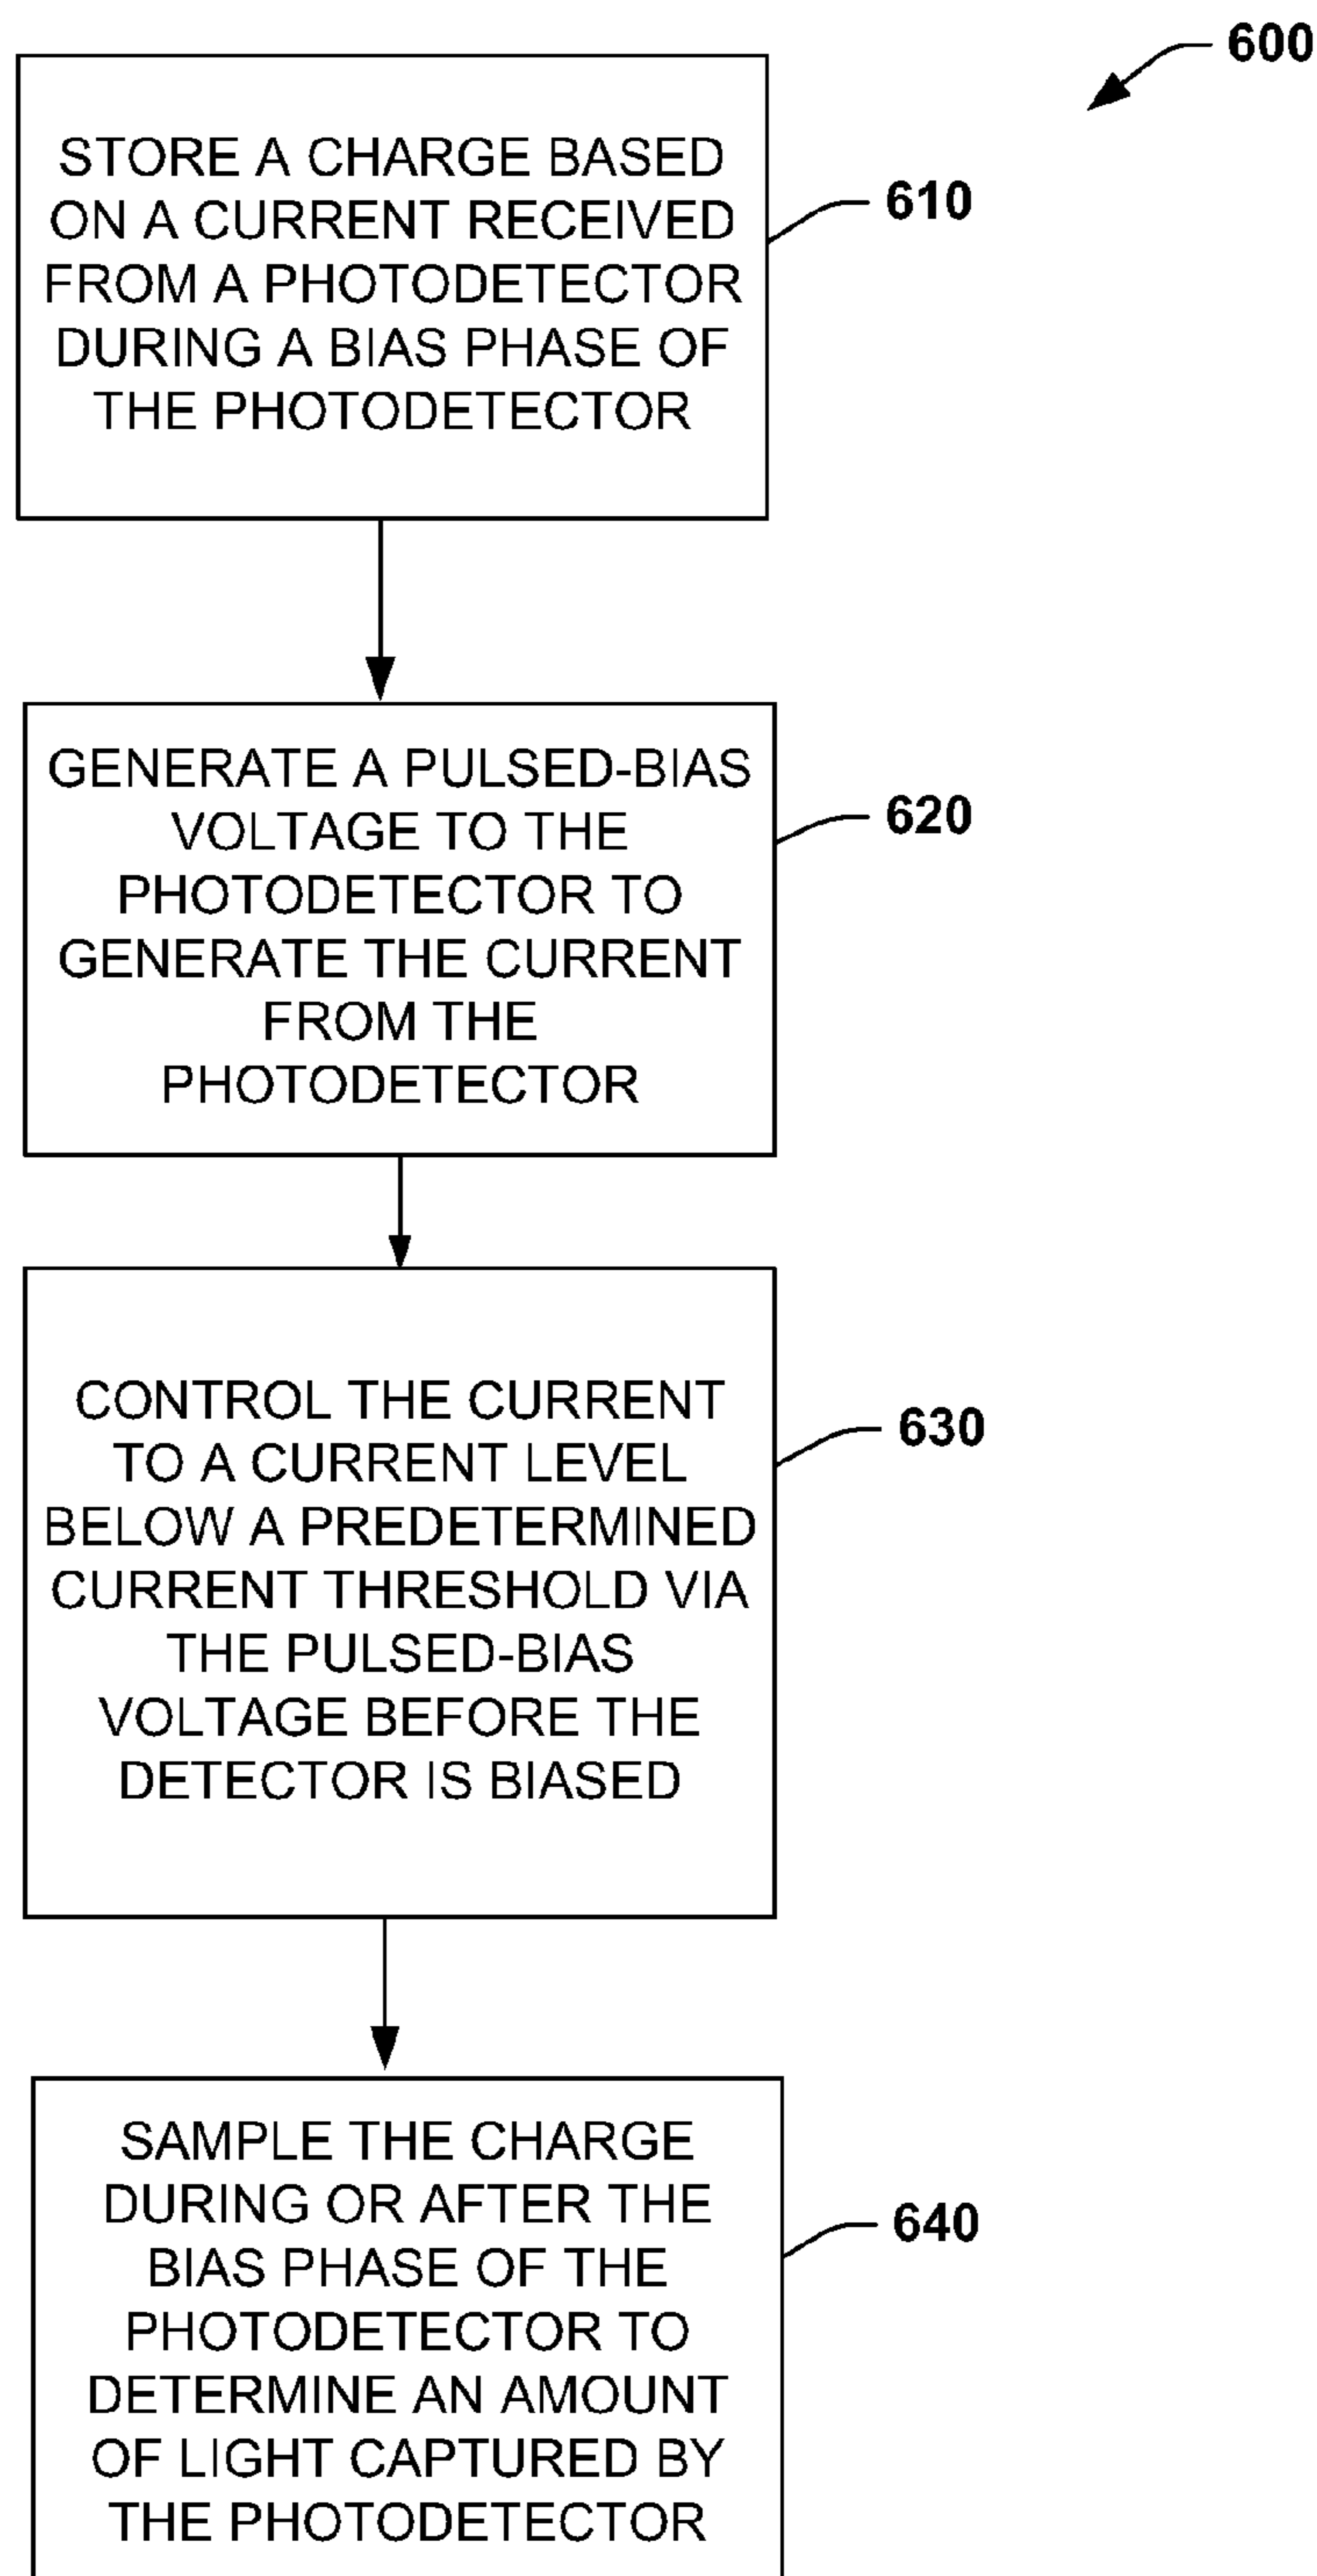 600
STORE A CHARGE BASED
ON A CURRENT RECEIVED
FROM A PHOTODETECTOR
DURING A BIAS PHASE OF
THE PHOTODETECTOR
610
GENERATE A PULSED-BIAS
VOLTAGE TO THE
PHOTODETECTOR TO
GENERATE THE CURRENT
FROM THE
PHOTODETECTOR
620
CONTROL THE CURRENT
TO A CURRENT LEVEL
BELOW A PREDETERMINED
CURRENT THRESHOLD VIA
THE PULSED-BIAS
VOLTAGE BEFORE THE
DETECTOR IS BIASED
630
SAMPLE THE CHARGE
DURING OR AFTER THE
BIAS PHASE OF THE
PHOTODETECTOR TO
DETERMINE AN AMOUNT
OF LIGHT CAPTURED BY
THE PHOTODETECTOR
640